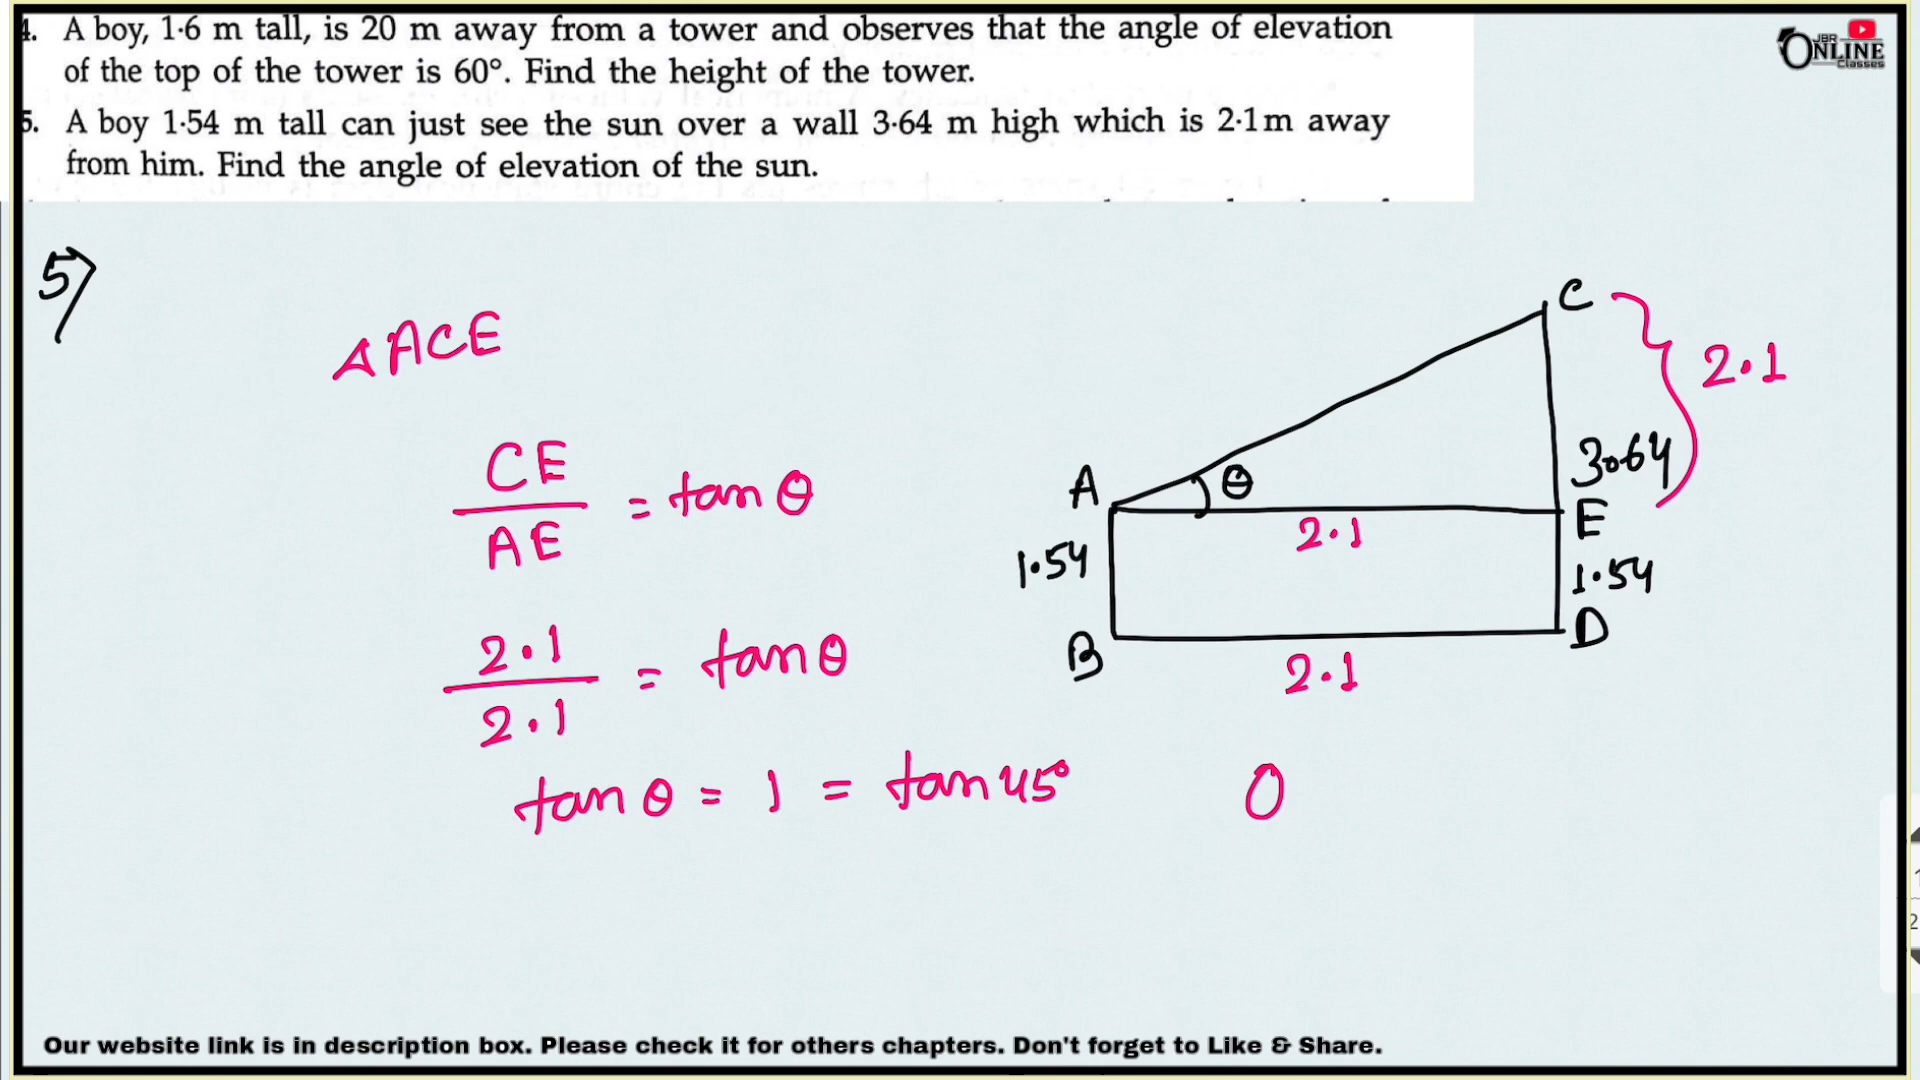 4. A boy, 1·6 m tall, is 20 m away from a tower and observes that the angle of elevation
of the top of the tower is 60°. Find the height of the tower.
5. A boy 1·54 m tall can just see the sun over a wall 3·64 m high which is 2·1m away
from him. Find the angle of elevation of the sun.
JBR
ONLINE
Classes
5)
△ACE
CE
AE
= tan θ
2.1
2.1
= tan θ
tan θ = 1 = tan 45°
0
C
2.1
3.64
A
θ
E
2.1
1.54
1.54
B
D
2.1
1
2
Our website link is in description box. Please check it for others chapters. Don't forget to Like & Share.